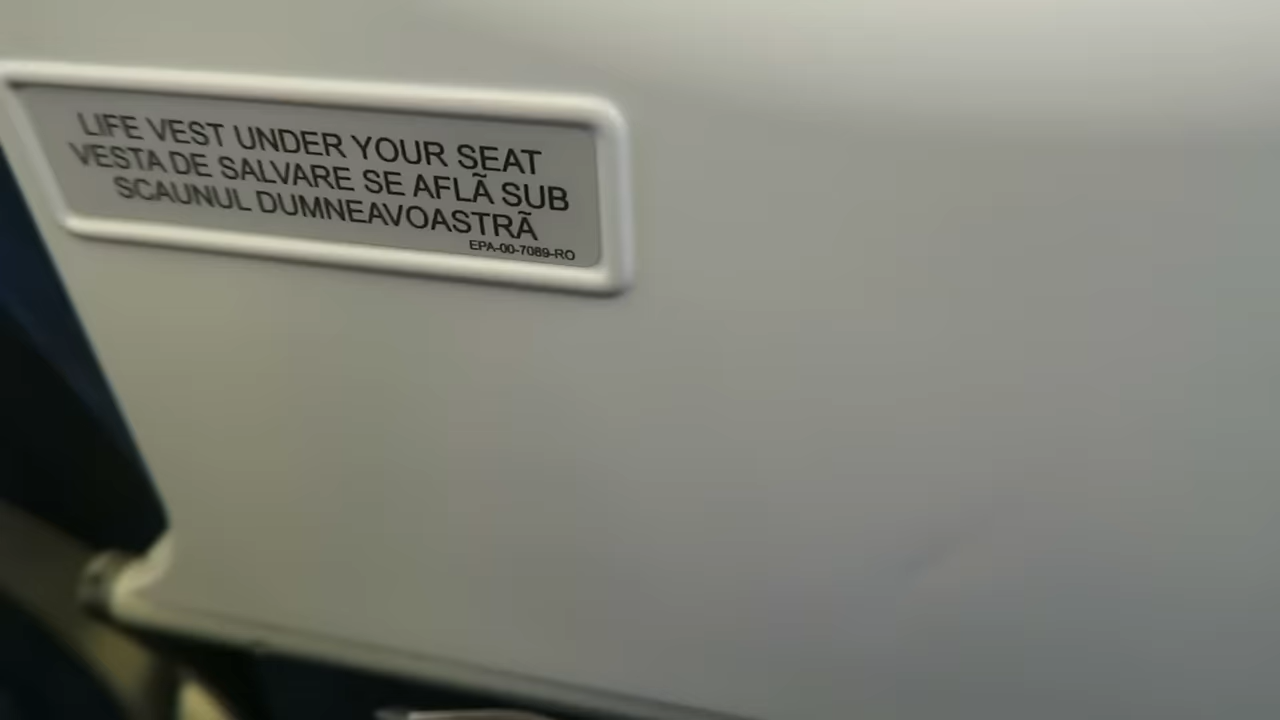 LIFE VEST UNDER YOUR SEAT
VESTA DE SALVARE SE AFLÃ SUB
SCAUNUL DUMNEAVOASTRÃ
EPA-00-7089-RO